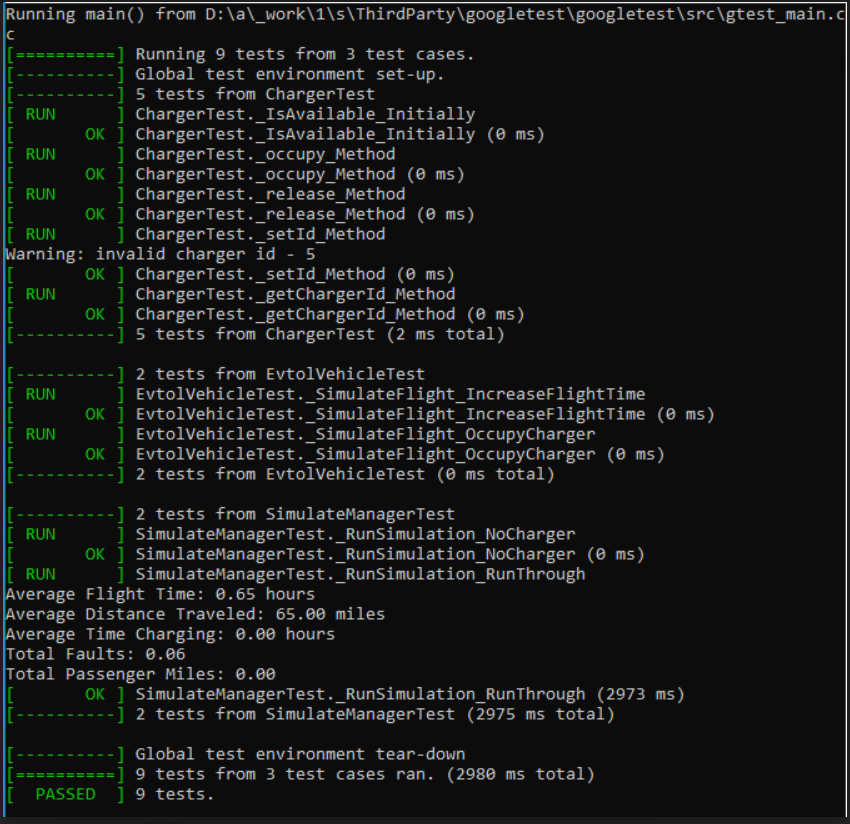 Running main() from D:\a\_work\1\s\ThirdParty\googletest\googletest\src\gtest_main.c
c
[==========] Running 9 tests from 3 test cases.
[----------] Global test environment set-up.
[----------] 5 tests from ChargerTest
[ RUN      ] ChargerTest._IsAvailable_Initially
[       OK ] ChargerTest._IsAvailable_Initially (0 ms)
[ RUN      ] ChargerTest._occupy_Method
[       OK ] ChargerTest._occupy_Method (0 ms)
[ RUN      ] ChargerTest._release_Method
[       OK ] ChargerTest._release_Method (0 ms)
[ RUN      ] ChargerTest._setId_Method
Warning: invalid charger id - 5
[       OK ] ChargerTest._setId_Method (0 ms)
[ RUN      ] ChargerTest._getChargerId_Method
[       OK ] ChargerTest._getChargerId_Method (0 ms)
[----------] 5 tests from ChargerTest (2 ms total)

[----------] 2 tests from EvtolVehicleTest
[ RUN      ] EvtolVehicleTest._SimulateFlight_IncreaseFlightTime
[       OK ] EvtolVehicleTest._SimulateFlight_IncreaseFlightTime (0 ms)
[ RUN      ] EvtolVehicleTest._SimulateFlight_OccupyCharger
[       OK ] EvtolVehicleTest._SimulateFlight_OccupyCharger (0 ms)
[----------] 2 tests from EvtolVehicleTest (0 ms total)

[----------] 2 tests from SimulateManagerTest
[ RUN      ] SimulateManagerTest._RunSimulation_NoCharger
[       OK ] SimulateManagerTest._RunSimulation_NoCharger (0 ms)
[ RUN      ] SimulateManagerTest._RunSimulation_RunThrough
Average Flight Time: 0.65 hours
Average Distance Traveled: 65.00 miles
Average Time Charging: 0.00 hours
Total Faults: 0.06
Total Passenger Miles: 0.00
[       OK ] SimulateManagerTest._RunSimulation_RunThrough (2973 ms)
[----------] 2 tests from SimulateManagerTest (2975 ms total)

[----------] Global test environment tear-down
[==========] 9 tests from 3 test cases ran. (2980 ms total)
[  PASSED  ] 9 tests.